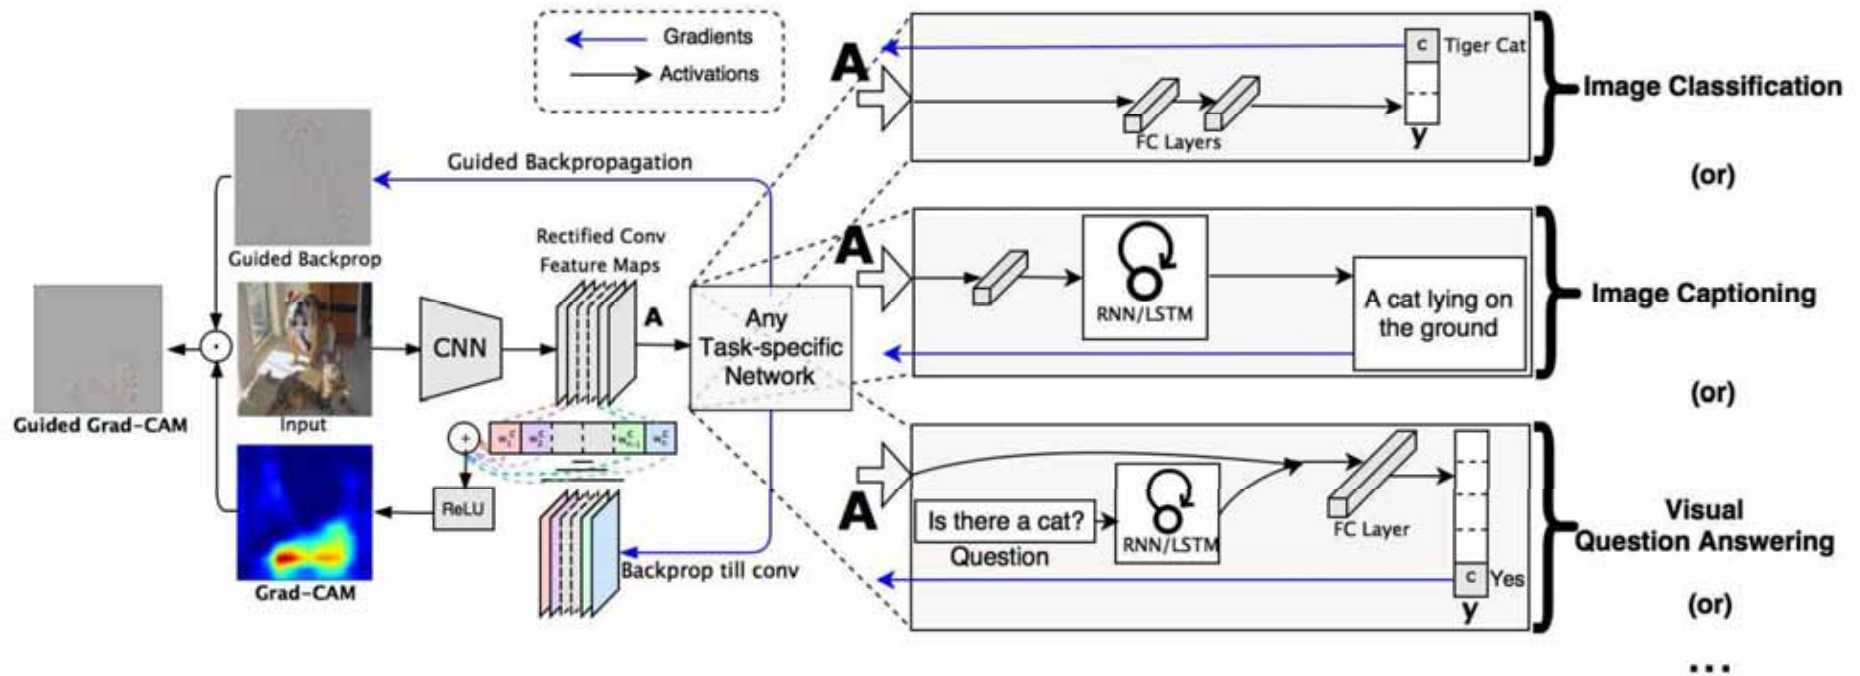 Gradients
Activations
A
c Tiger Cat
FC Layers
y
Image Classification
(or)
Guided Backpropagation
Guided Backprop
Rectified Conv
Feature Maps
A
Input
CNN
Any
Task-specific
Network
Guided Grad-CAM
+
ReLU
Grad-CAM
Backprop till conv
A
RNN/LSTM
A cat lying on
the ground
Image Captioning
(or)
A
Is there a cat?
Question
RNN/LSTM
FC Layer
c Yes
y
Visual
Question Answering
(or)
...